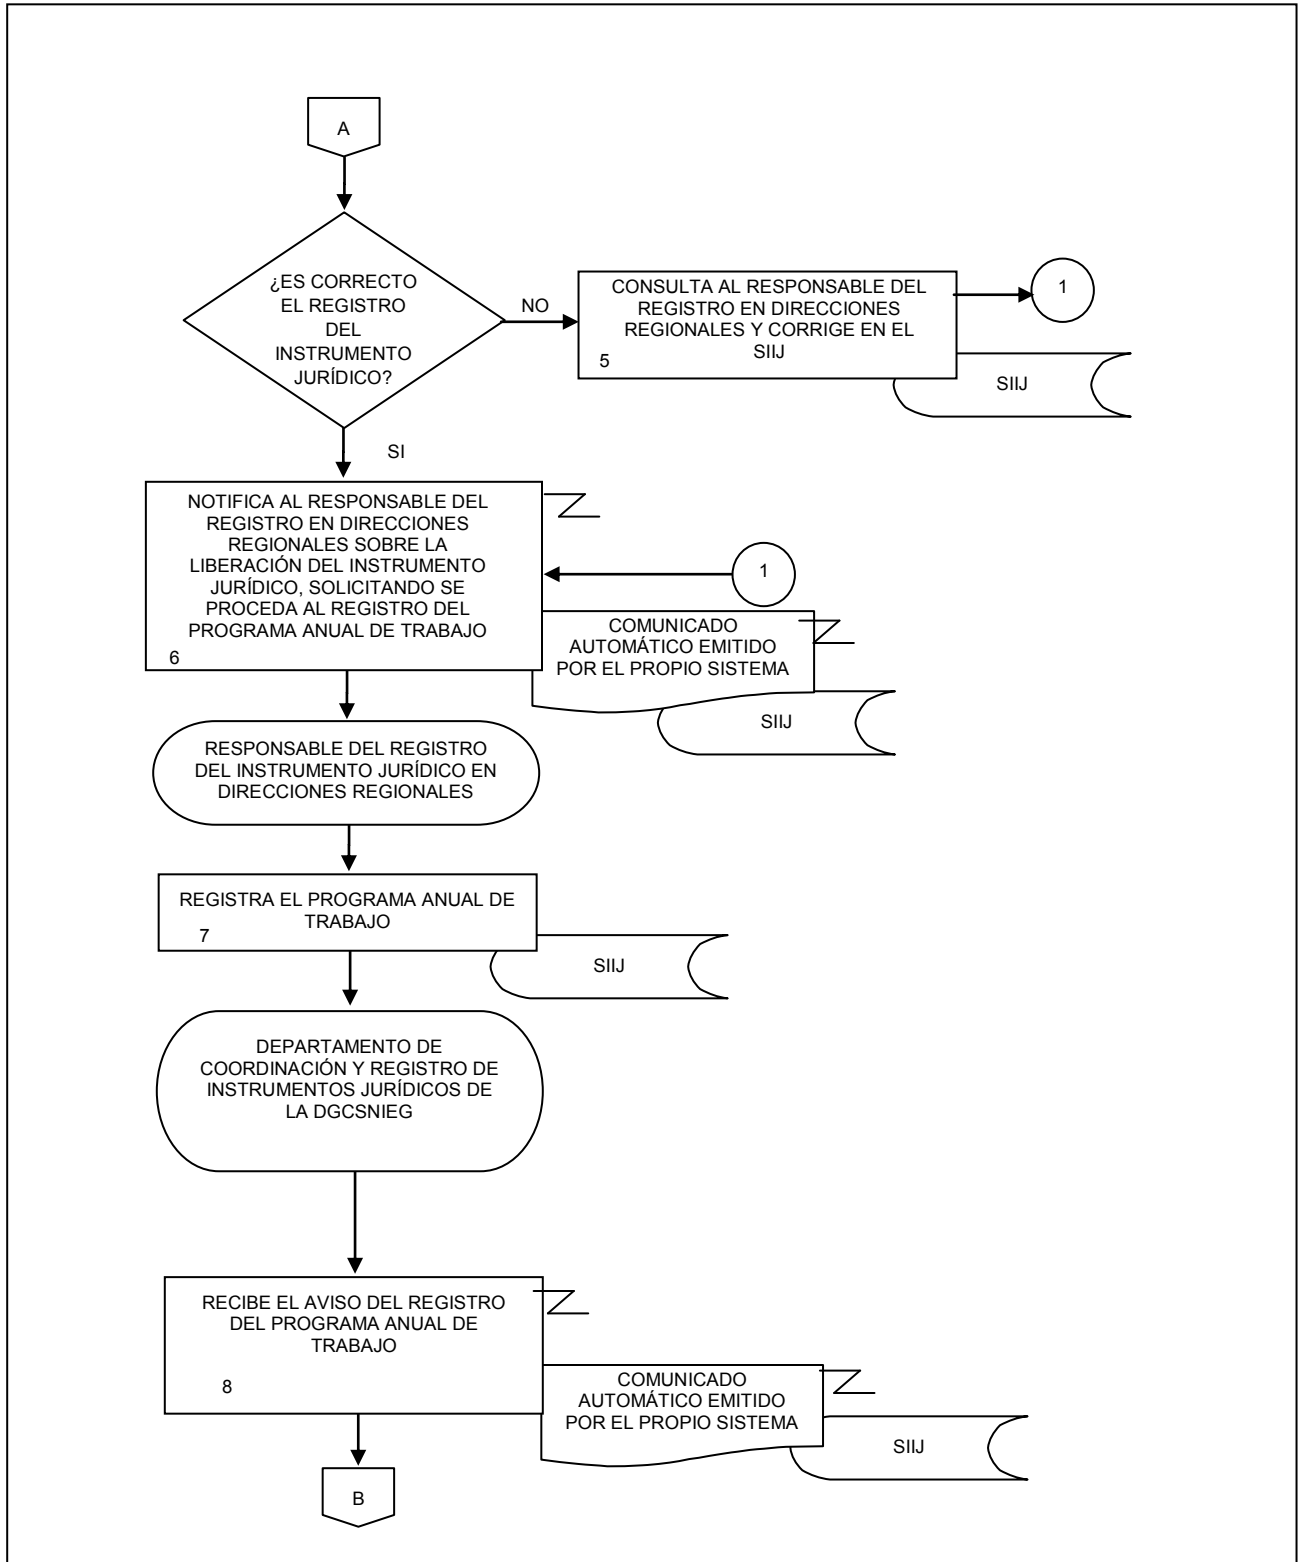 A
¿ES CORRECTO
EL REGISTRO
DEL
INSTRUMENTO
JURÍDICO?
NO
CONSULTA AL RESPONSABLE DEL
REGISTRO EN DIRECCIONES
REGIONALES Y CORRIGE EN EL
SIIJ
5
1
SIIJ
SI
NOTIFICA AL RESPONSABLE DEL
REGISTRO EN DIRECCIONES
REGIONALES SOBRE LA
LIBERACIÓN DEL INSTRUMENTO
JURÍDICO, SOLICITANDO SE
PROCEDA AL REGISTRO DEL
PROGRAMA ANUAL DE TRABAJO
6
1
COMUNICADO
AUTOMÁTICO EMITIDO
POR EL PROPIO SISTEMA
SIIJ
RESPONSABLE DEL REGISTRO
DEL INSTRUMENTO JURÍDICO EN
DIRECCIONES REGIONALES
REGISTRA EL PROGRAMA ANUAL DE
TRABAJO
7
SIIJ
DEPARTAMENTO DE
COORDINACIÓN Y REGISTRO DE
INSTRUMENTOS JURÍDICOS DE
LA DGCSNIEG
RECIBE EL AVISO DEL REGISTRO
DEL PROGRAMA ANUAL DE
TRABAJO
8
COMUNICADO
AUTOMÁTICO EMITIDO
POR EL PROPIO SISTEMA
SIIJ
B